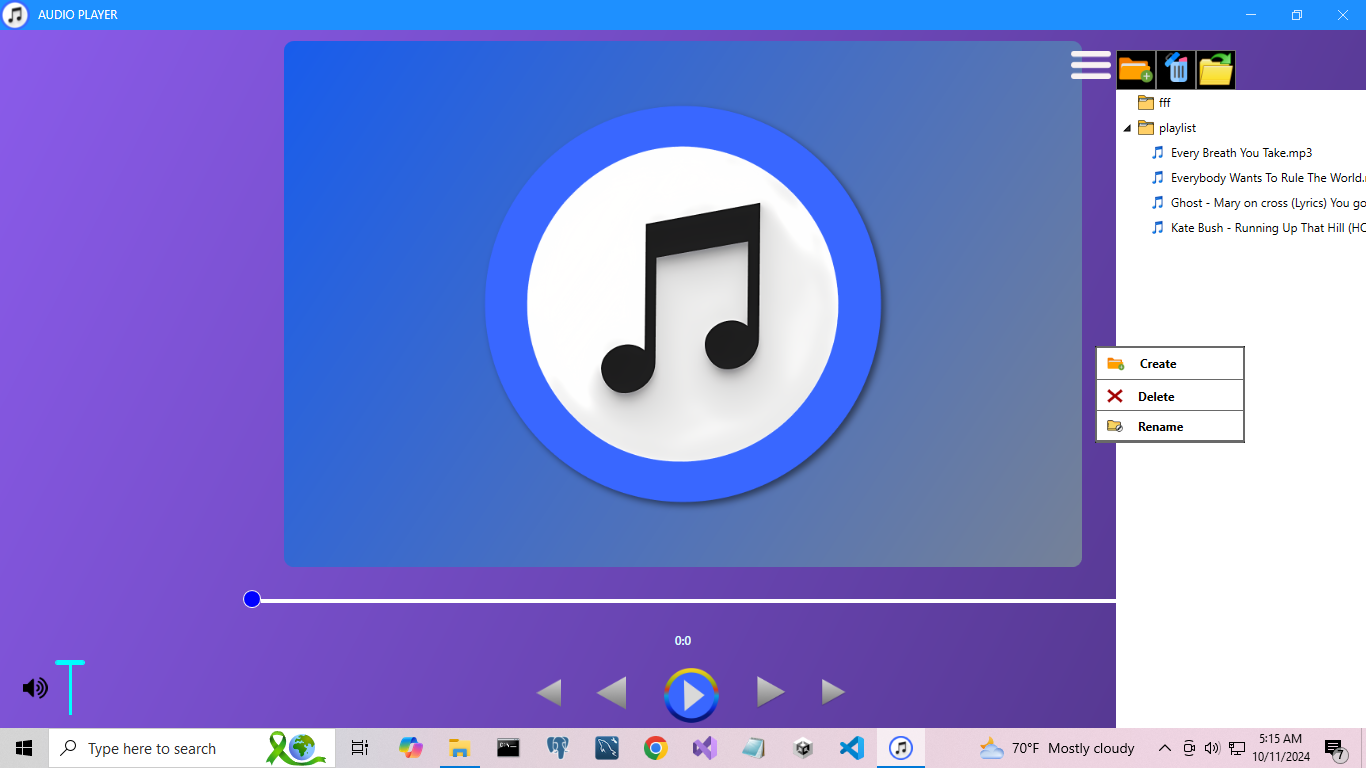 AUDIO PLAYER
fff
playlist
Every Breath You Take.mp3
Everybody Wants To Rule The World.
Ghost - Mary on cross (Lyrics) You go
Kate Bush - Running Up That Hill (HO
Create
Delete
Rename
0:0
Type here to search
70°F Mostly cloudy
5:15 AM
10/11/2024
7